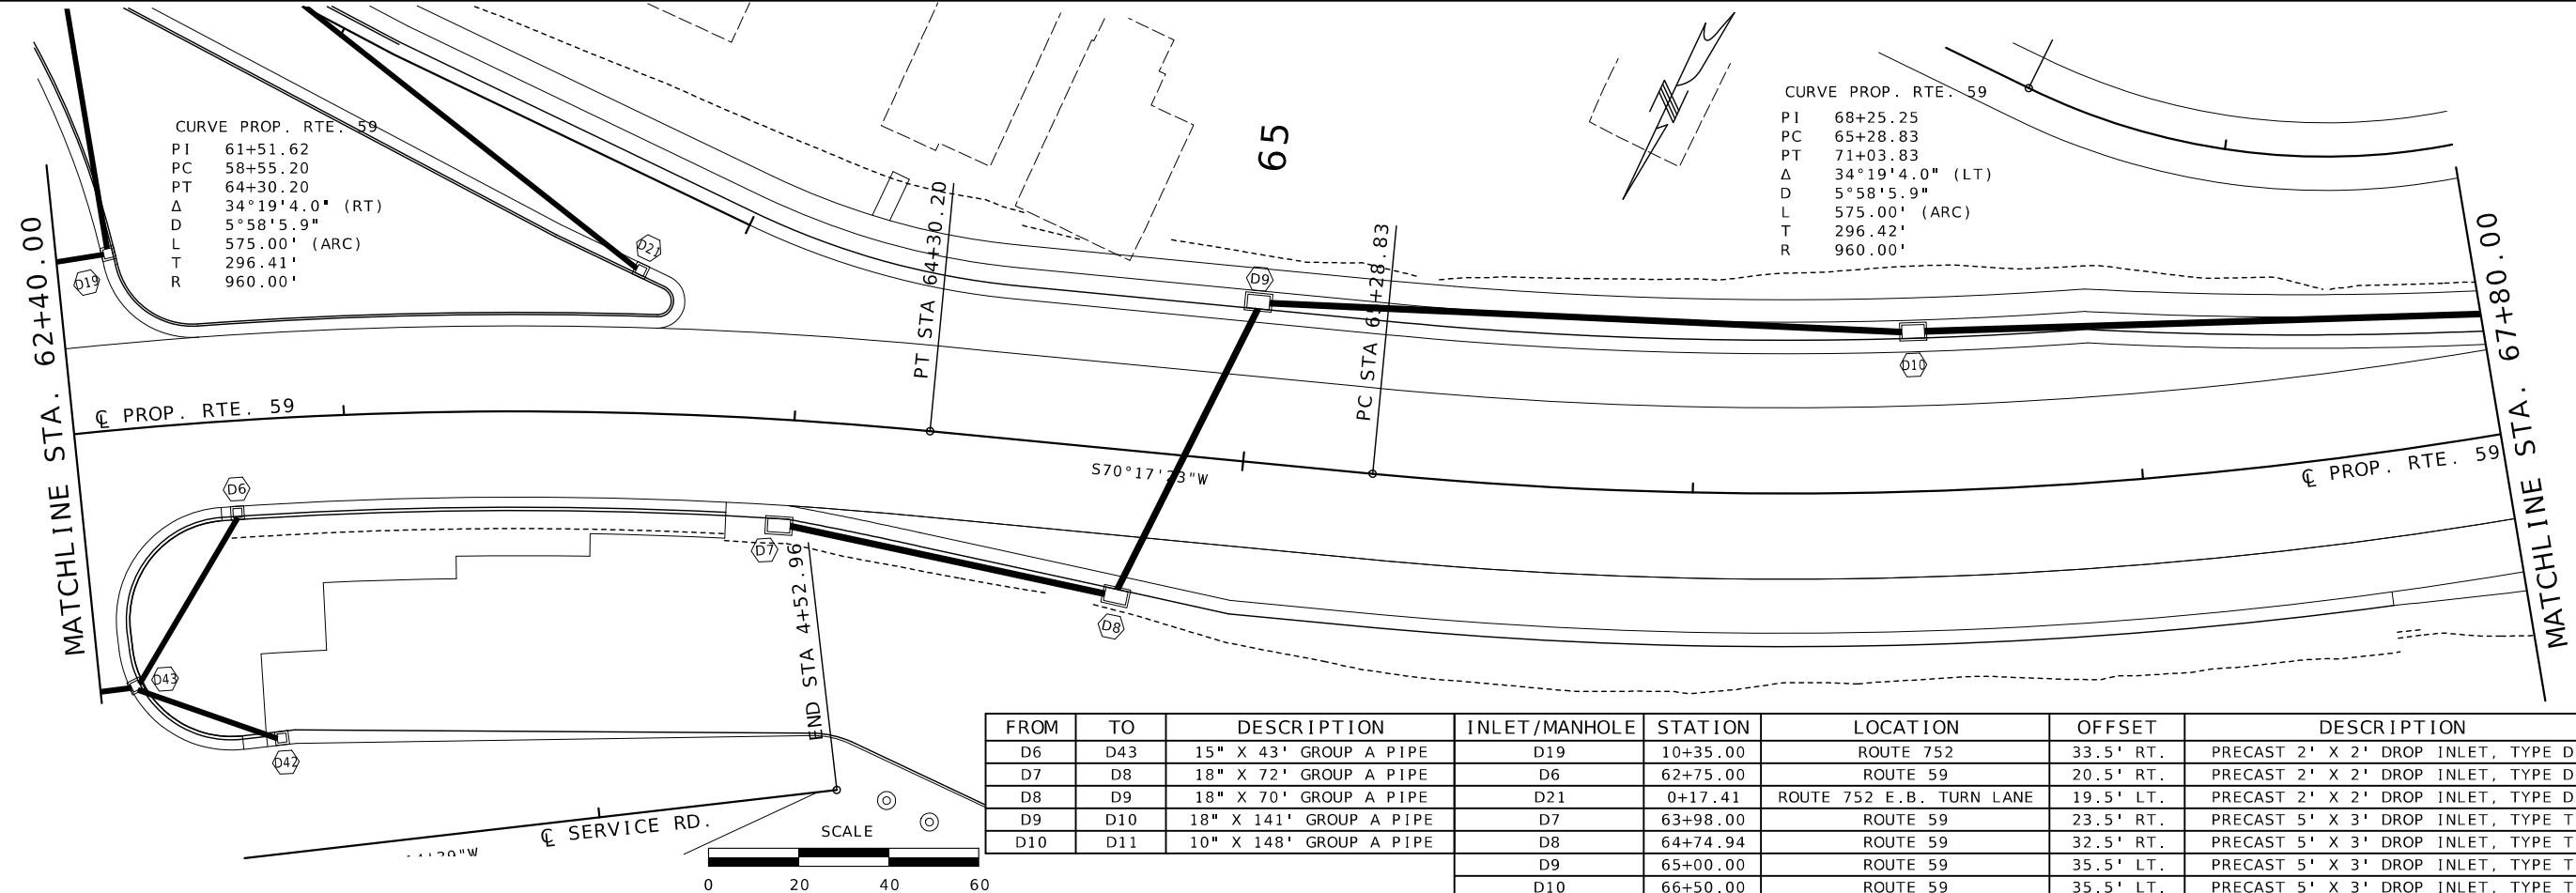 CURVE PROP. RTE. 59
PI 61+51.62
PC 58+55.20
PT 64+30.20
Δ 34°19'4.0" (RT)
D 5°58'5.9"
L 575.00' (ARC)
T 296.41'
R 960.00'
65
CURVE PROP. RTE. 59
PI 68+25.25
PC 65+28.83
PT 71+03.83
Δ 34°19'4.0" (LT)
D 5°58'5.9"
L 575.00' (ARC)
T 296.42'
R 960.00'
MATCHLINE STA. 62+40.00
D19
D21
PT STA 64+30.20
D9
PC STA 65+28.83
D10
MATCHLINE STA. 67+80.00
℄ PROP. RTE. 59
S70°17'23"W
℄ PROP. RTE. 59
D6
D7
D8
D43
D42
END STA 4+52.96
℄ SERVICE RD.
SCALE
0 20 40 60
FROM TO DESCRIPTION
D6 D43 15" X 43' GROUP A PIPE
D7 D8 18" X 72' GROUP A PIPE
D8 D9 18" X 70' GROUP A PIPE
D9 D10 18" X 141' GROUP A PIPE
D10 D11 10" X 148' GROUP A PIPE
INLET/MANHOLE STATION LOCATION OFFSET DESCRIPTION
D19 10+35.00 ROUTE 752 33.5' RT. PRECAST 2' X 2' DROP INLET, TYPE D
D6 62+75.00 ROUTE 59 20.5' RT. PRECAST 2' X 2' DROP INLET, TYPE D
D21 0+17.41 ROUTE 752 E.B. TURN LANE 19.5' LT. PRECAST 2' X 2' DROP INLET, TYPE D
D7 63+98.00 ROUTE 59 23.5' RT. PRECAST 5' X 3' DROP INLET, TYPE T
D8 64+74.94 ROUTE 59 32.5' RT. PRECAST 5' X 3' DROP INLET, TYPE T
D9 65+00.00 ROUTE 59 35.5' LT. PRECAST 5' X 3' DROP INLET, TYPE T
D10 66+50.00 ROUTE 59 35.5' LT. PRECAST 5' X 3' DROP INLET, TYPE T